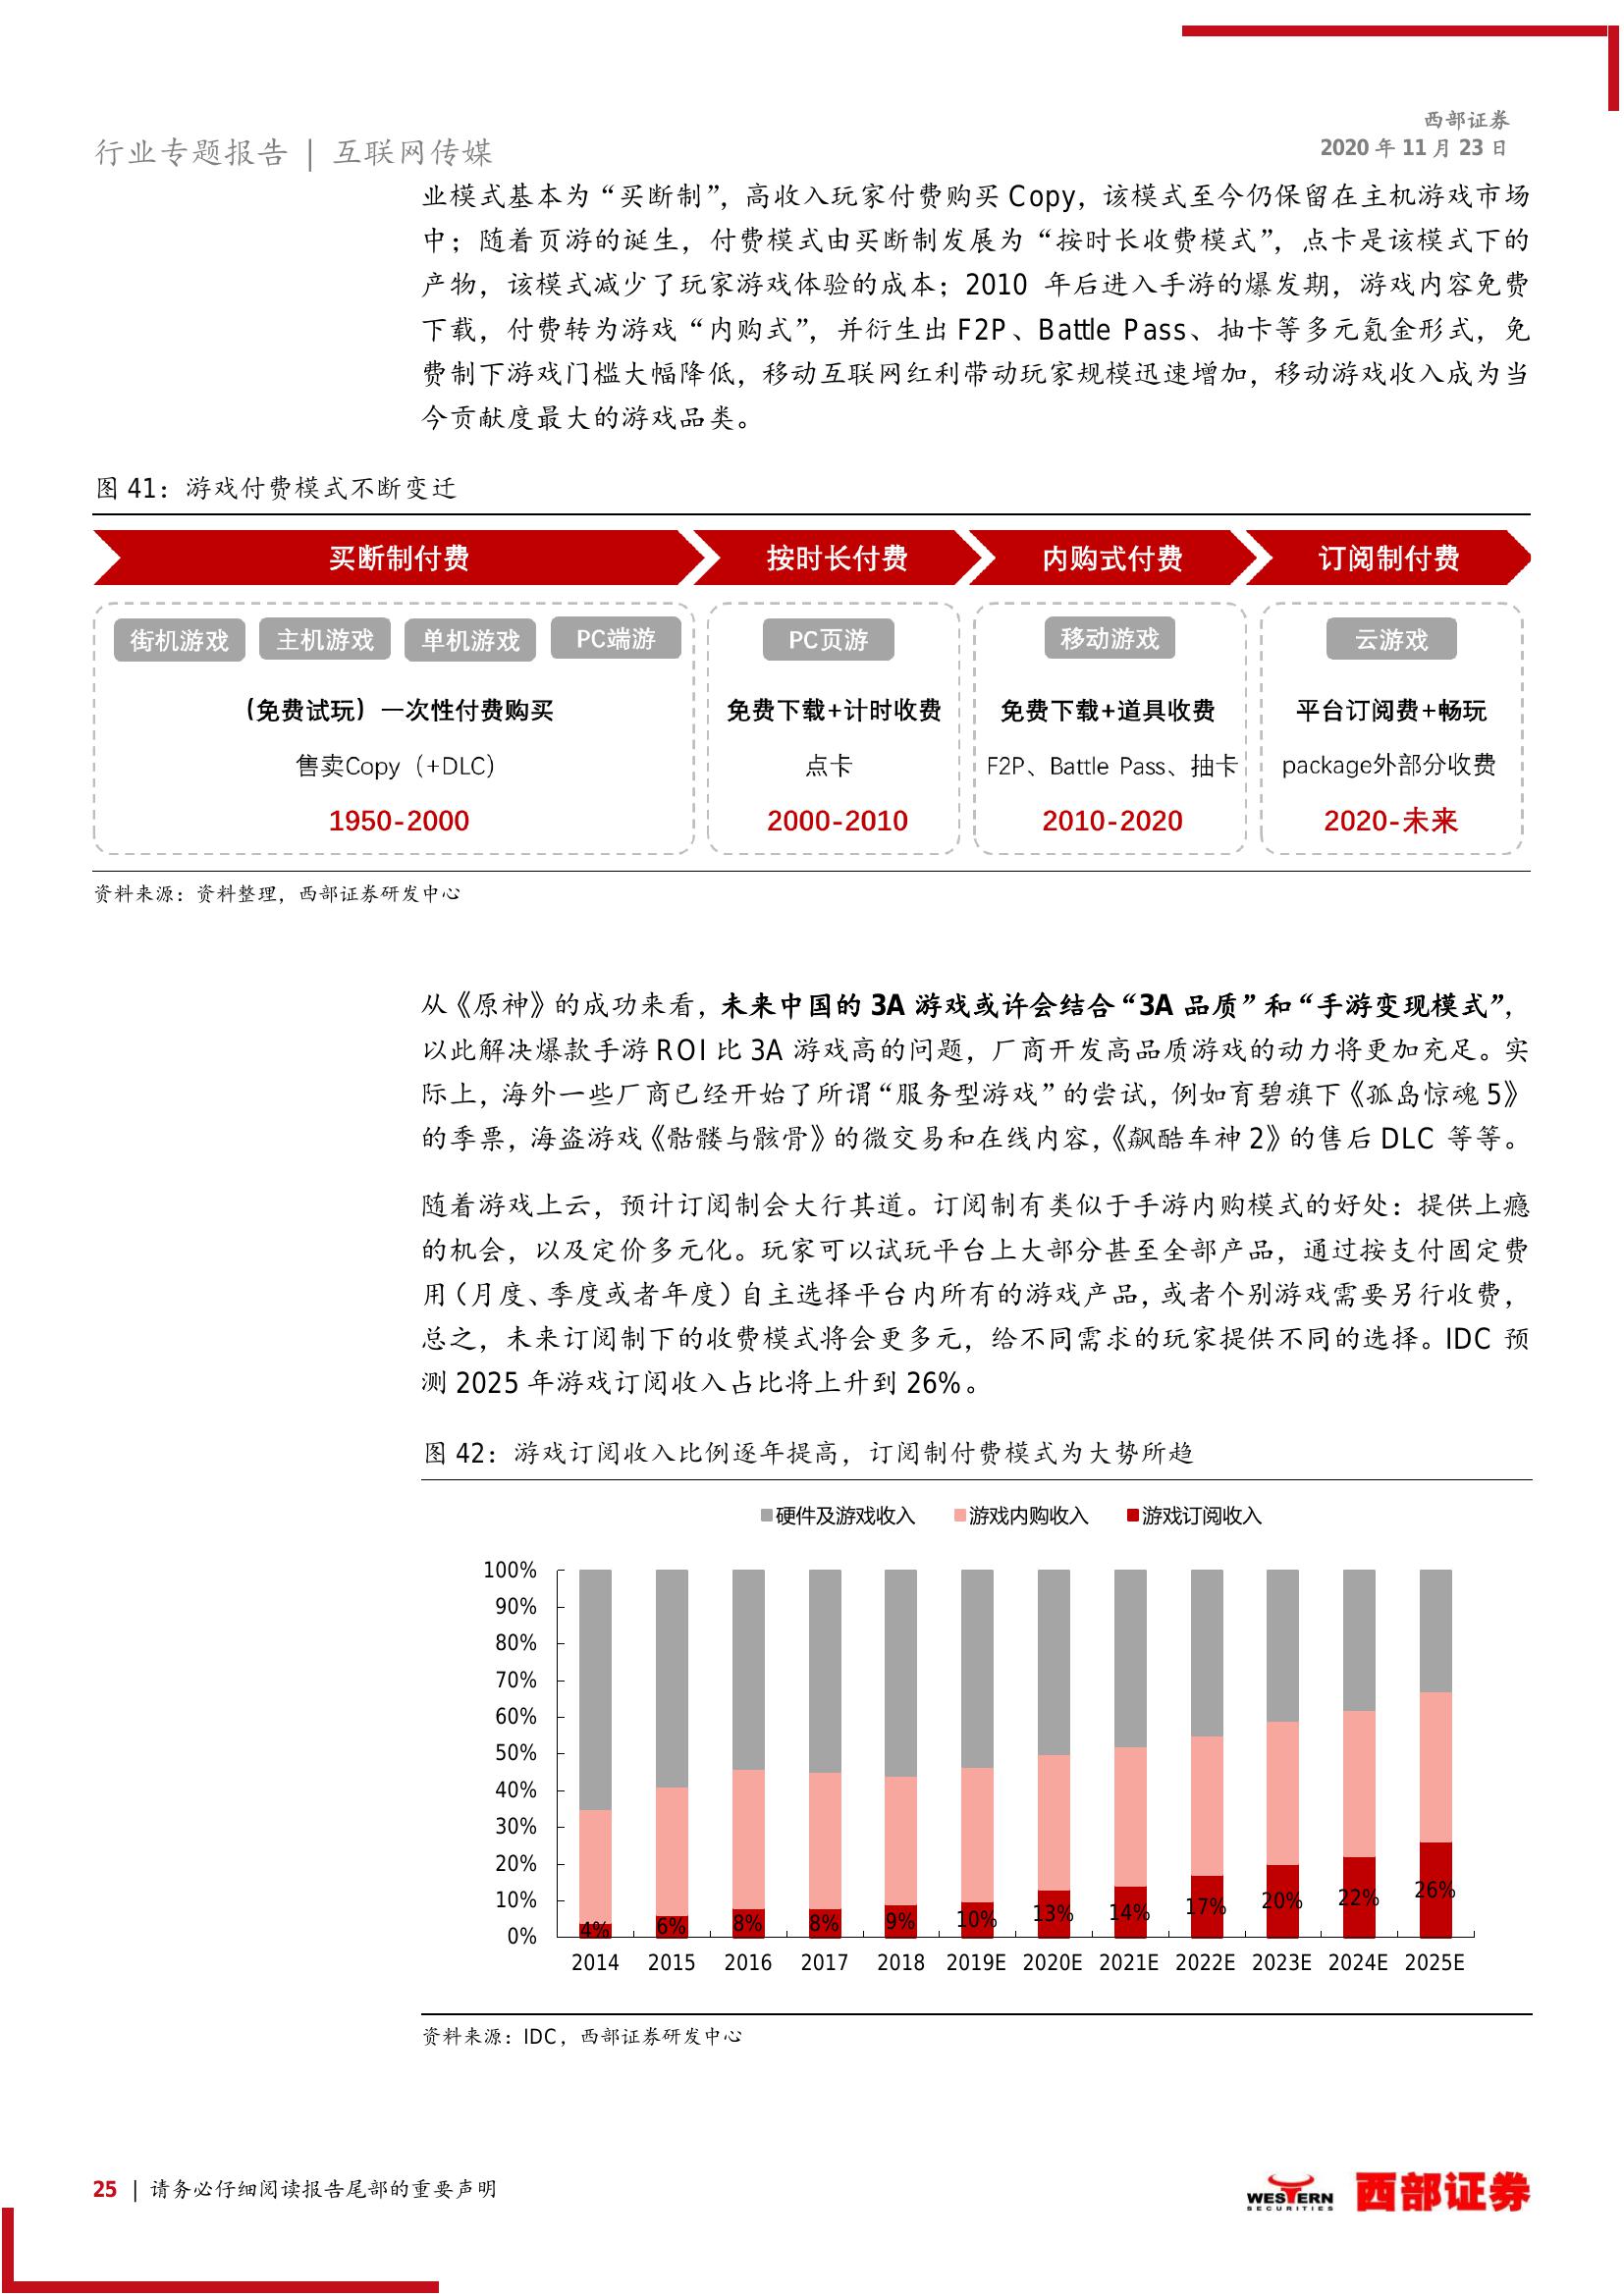 西部证券
行业专题报告 | 互联网传媒
2020 年 11 月 23 日
业模式基本为“买断制”，高收入玩家付费购买 Copy，该模式至今仍保留在主机游戏市场
中；随着页游的诞生，付费模式由买断制发展为“按时长收费模式”，点卡是该模式下的
产物，该模式减少了玩家游戏体验的成本；2010 年后进入手游的爆发期，游戏内容免费
下载，付费转为游戏“内购式”，并衍生出 F2P、Battle Pass、抽卡等多元氪金形式，免
费制下游戏门槛大幅降低，移动互联网红利带动玩家规模迅速增加，移动游戏收入成为当
今贡献度最大的游戏品类。
图 41：游戏付费模式不断变迁
买断制付费 按时长付费 内购式付费 订阅制付费
街机游戏 主机游戏 单机游戏 PC端游 PC页游 移动游戏 云游戏
（免费试玩）一次性付费购买 免费下载+计时收费 免费下载+道具收费 平台订阅费+畅玩
售卖Copy（+DLC） 点卡 F2P、Battle Pass、抽卡 package外部分收费
1950-2000 2000-2010 2010-2020 2020-未来
资料来源：资料整理，西部证券研发中心
从《原神》的成功来看，未来中国的 3A 游戏或许会结合“3A 品质”和“手游变现模式”，
以此解决爆款手游 ROI 比 3A 游戏高的问题，厂商开发高品质游戏的动力将更加充足。实
际上，海外一些厂商已经开始了所谓“服务型游戏”的尝试，例如育碧旗下《孤岛惊魂 5》
的季票，海盗游戏《骷髅与骸骨》的微交易和在线内容，《飙酷车神 2》的售后 DLC 等等。
随着游戏上云，预计订阅制会大行其道。订阅制有类似于手游内购模式的好处：提供上瘾
的机会，以及定价多元化。玩家可以试玩平台上大部分甚至全部产品，通过按支付固定费
用（月度、季度或者年度）自主选择平台内所有的游戏产品，或者个别游戏需要另行收费，
总之，未来订阅制下的收费模式将会更多元，给不同需求的玩家提供不同的选择。IDC 预
测 2025 年游戏订阅收入占比将上升到 26%。
图 42：游戏订阅收入比例逐年提高，订阅制付费模式为大势所趋
硬件及游戏收入 游戏内购收入 游戏订阅收入
100%
90%
80%
70%
60%
50%
40%
30%
20%
10%
0%
4% 6% 8% 8% 9% 10% 13% 14% 17% 20% 22% 26%
2014 2015 2016 2017 2018 2019E 2020E 2021E 2022E 2023E 2024E 2025E
资料来源：IDC，西部证券研发中心
25 | 请务必仔细阅读报告尾部的重要声明
WESTERN
SECURITIES
西部证券